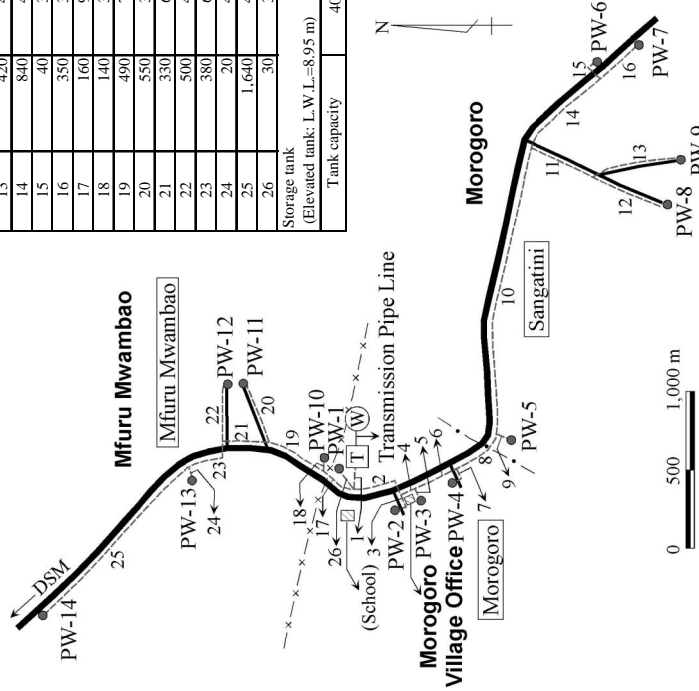 13 420
14 840
15 40
16 350
17 160
18 140
19 490
20 550
21 330
22 500
23 380
24 20
25 1,640
26 30
Storage tank
(Elevated tank: L.W.L.=8.95 m)
Tank capacity 40
N
DSM
PW-14
25
Mfuru Mwambao
Mfuru Mwambao
PW-13
24
23
22
21
PW-12
PW-11
20
19
PW-10
PW-1
18
17
26
T
W
Transmission Pipe Line
(School)
1
2
3
4
5
6
PW-2
PW-3
PW-4
7
8
9
PW-5
Morogoro
Village Office
Morogoro
Morogoro
Sangatini
10
11
12
13
PW-8
PW-9
14
15
PW-6
16
PW-7
0 500 1,000 m